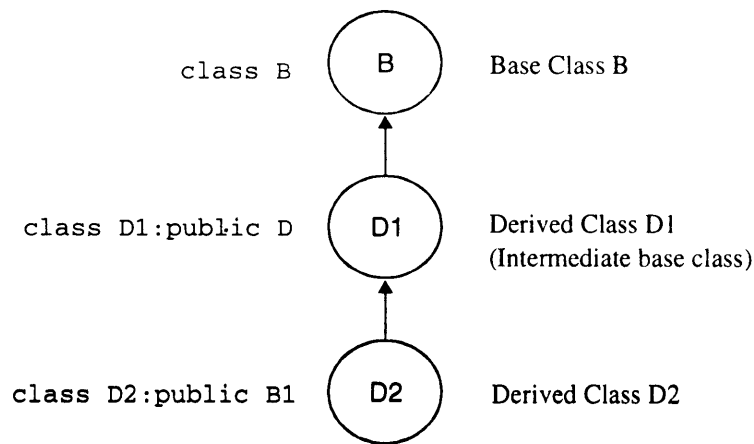 class B B Base Class B
class D1:public D D1 Derived Class D1
(Intermediate base class)
class D2:public B1 D2 Derived Class D2